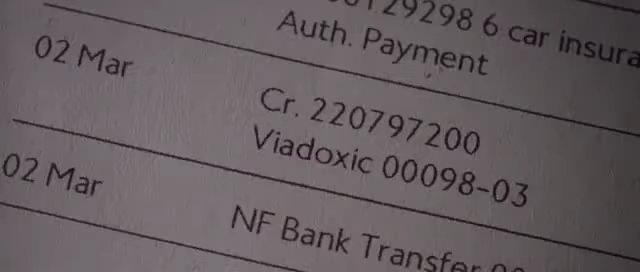 29298 6 car insura
Auth. Payment
02 Mar
Cr. 220797200
Viadoxic 00098-03
02 Mar
NF Bank Transfer